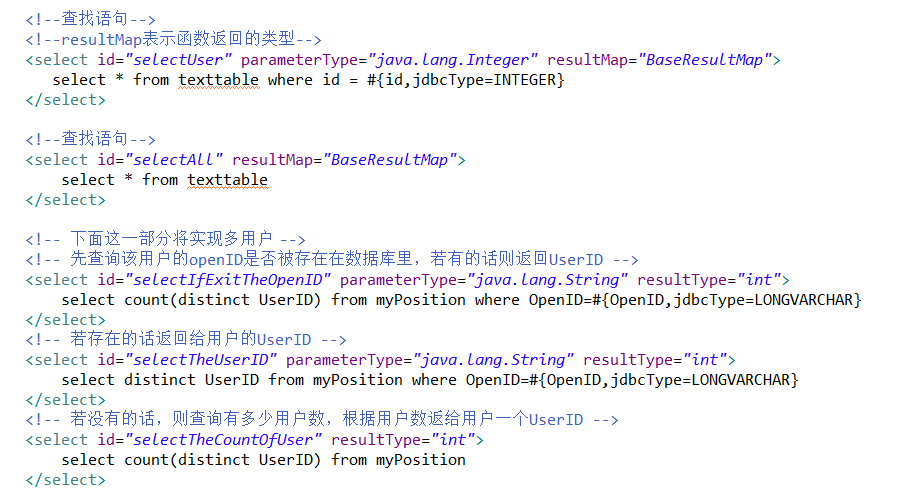 <!--查找语句-->
<!--resultMap表示函数返回的类型-->
<select id="selectUser" parameterType="java.lang.Integer" resultMap="BaseResultMap">
select * from texttable where id = #{id,jdbcType=INTEGER}
</select>
<!--查找语句-->
<select id="selectAll" resultMap="BaseResultMap">
select * from texttable
</select>
<!-- 下面这一部分将实现多用户 -->
<!-- 先查询该用户的openID是否被存在在数据库里，若有的话则返回UserID -->
<select id="selectIfExitTheOpenID" parameterType="java.lang.String" resultType="int">
select count(distinct UserID) from myPosition where OpenID=#{OpenID,jdbcType=LONGVARCHAR}
</select>
<!-- 若存在的话返回给用户的UserID -->
<select id="selectTheUserID" parameterType="java.lang.String" resultType="int">
select distinct UserID from myPosition where OpenID=#{OpenID,jdbcType=LONGVARCHAR}
</select>
<!-- 若没有的话，则查询有多少用户数，根据用户数返给用户一个UserID -->
<select id="selectTheCountOfUser" resultType="int">
select count(distinct UserID) from myPosition
</select>